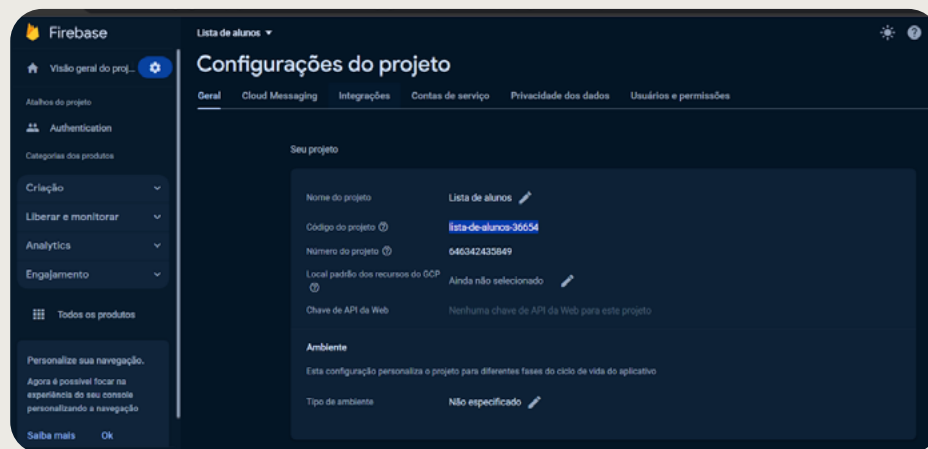 Firebase
Lista de alunos
Visão geral do proj...
Configurações do projeto
Geral Cloud Messaging Integrações Contas de serviço Privacidade dos dados Usuários e permissões
Atalhos do projeto
Authentication
Categorias dos produtos
Criação
Liberar e monitorar
Analytics
Engajamento
Todos os produtos
Personalize sua navegação.
Agora é possível focar na
experiência do seu console
personalizando a navegação
Saiba mais Ok
Seu projeto
Nome do projeto Lista de alunos
Código do projeto lista-de-alunos-36654
Número do projeto 646342435849
Local padrão dos recursos do GCP Ainda não selecionado
Chave de API da Web Nenhuma chave de API da Web para este projeto
Ambiente
Esta configuração personaliza o projeto para diferentes fases do ciclo de vida do aplicativo
Tipo de ambiente Não especificado